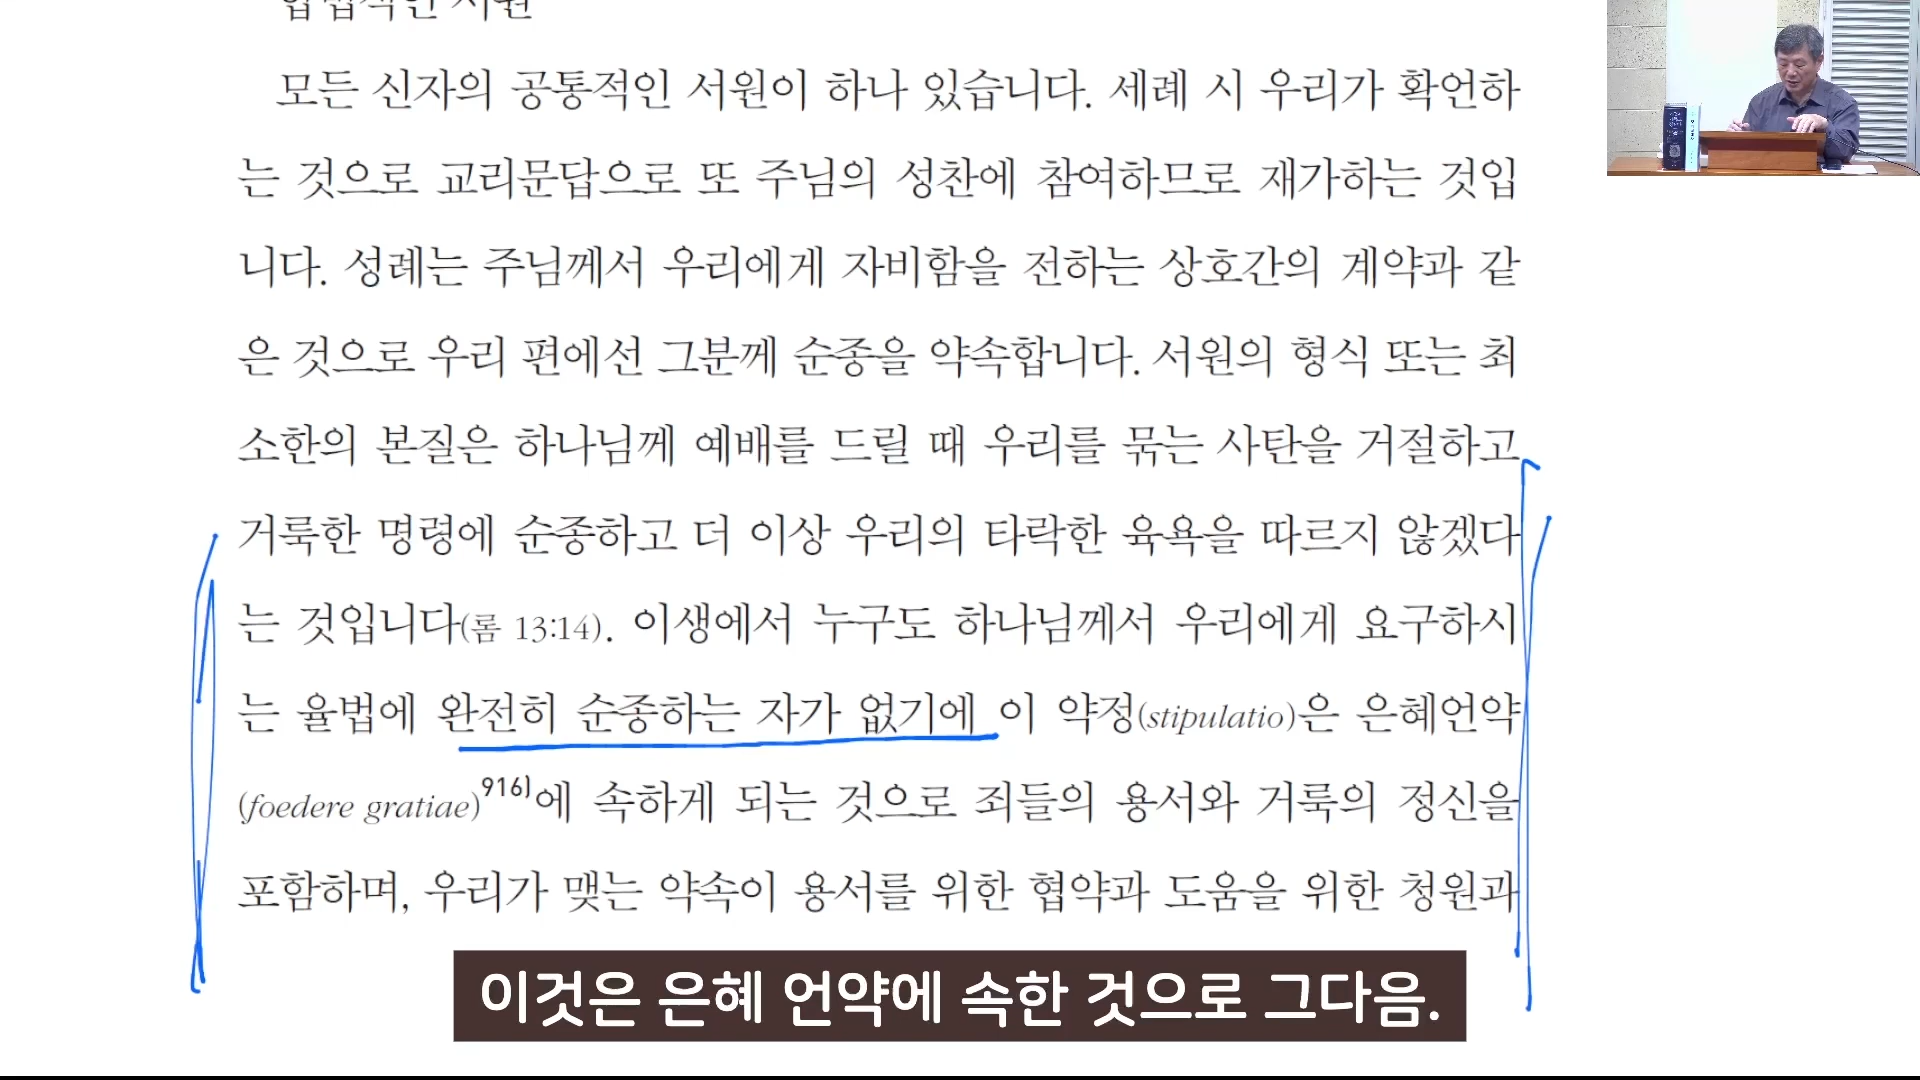 합법적인 서원
모든 신자의 공통적인 서원이 하나 있습니다. 세례 시 우리가 확언하
는 것으로 교리문답으로 또 주님의 성찬에 참여하므로 재가하는 것입
니다. 성례는 주님께서 우리에게 자비함을 전하는 상호간의 계약과 같
은 것으로 우리 편에선 그분께 순종을 약속합니다. 서원의 형식 또는 최
소한의 본질은 하나님께 예배를 드릴 때 우리를 묶는 사탄을 거절하고
거룩한 명령에 순종하고 더 이상 우리의 타락한 육욕을 따르지 않겠다
는 것입니다(롬 13:14). 이생에서 누구도 하나님께서 우리에게 요구하시
는 율법에 완전히 순종하는 자가 없기에 이 약정(stipulatio)은 은혜언약
(foedere gratiae)916)에 속하게 되는 것으로 죄들의 용서와 거룩의 정신을
포함하며, 우리가 맺는 약속이 용서를 위한 협약과 도움을 위한 청원과
이것은 은혜 언약에 속한 것으로 그다음.